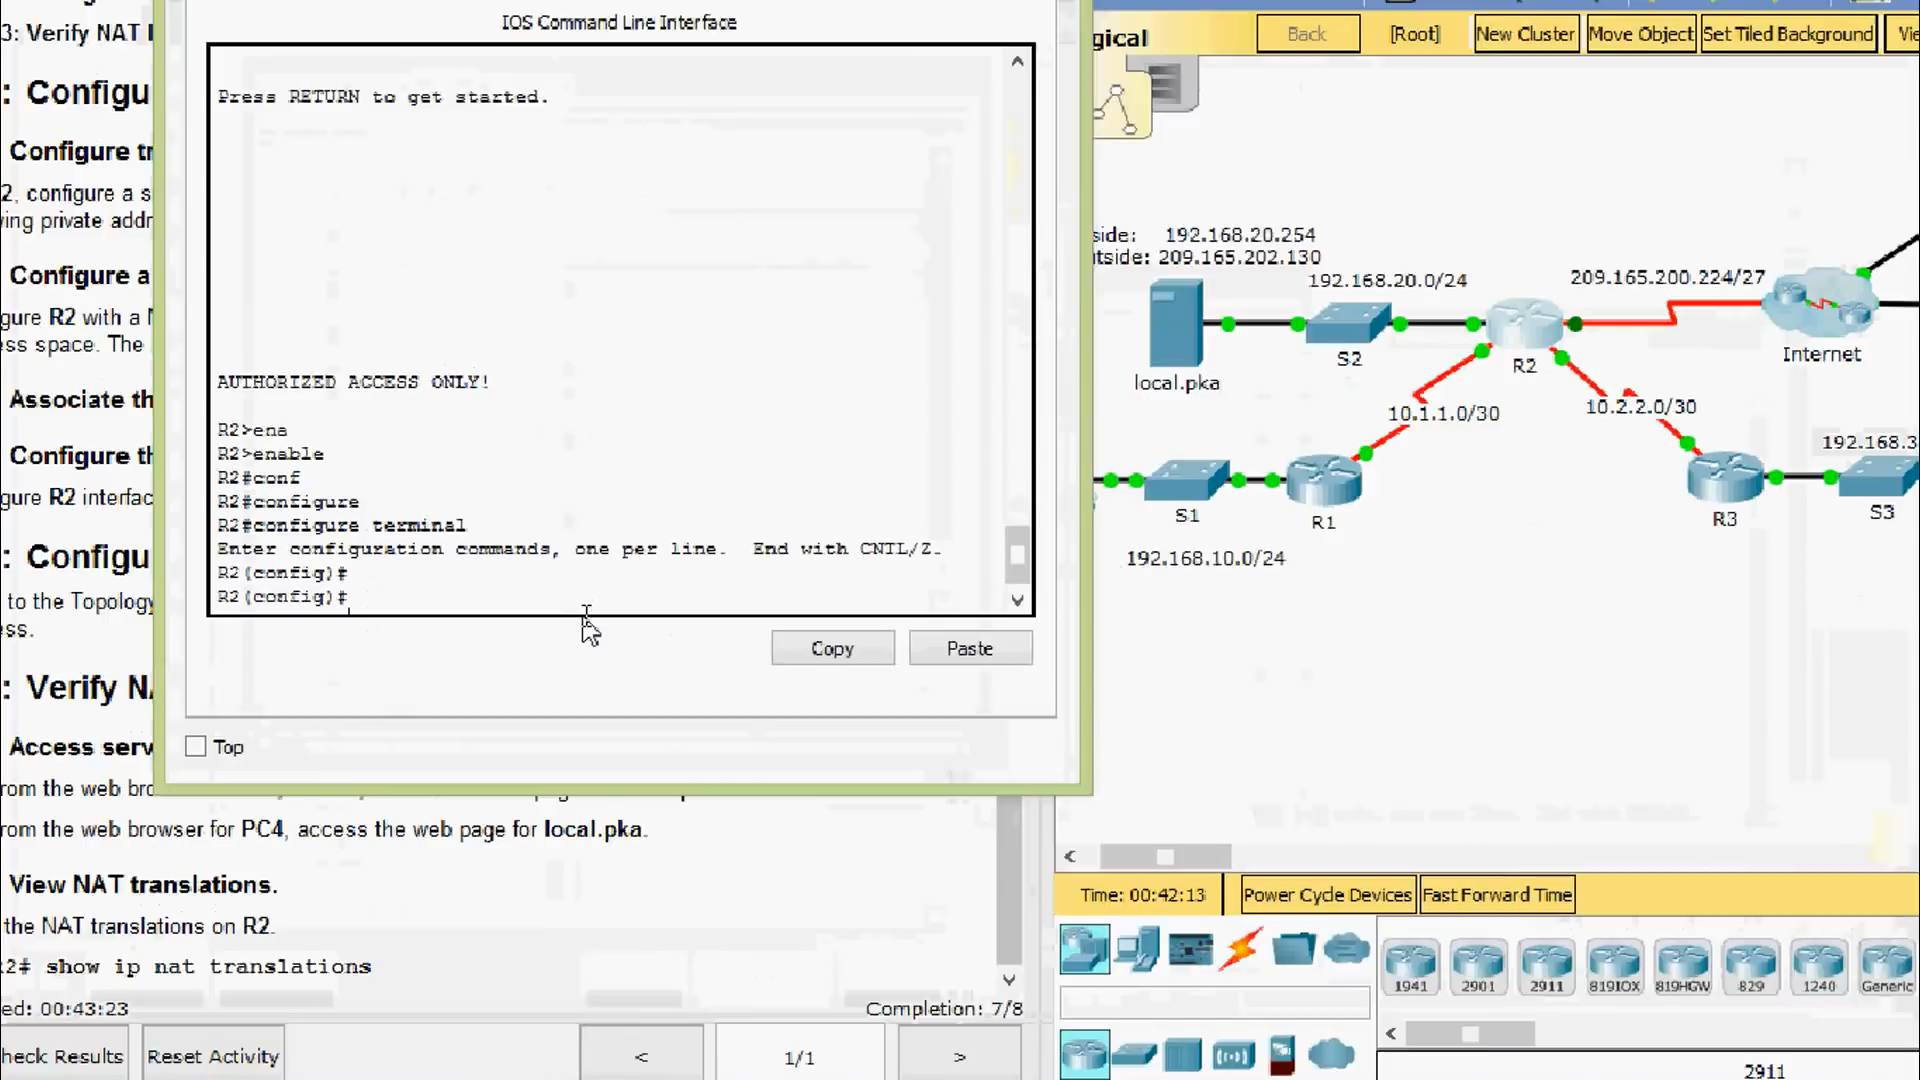 IOS Command Line Interface
Press RETURN to get started.
AUTHORIZED ACCESS ONLY!
R2>ena
R2>enable
R2#conf
R2#configure
R2#configure terminal
Enter configuration commands, one per line.  End with CNTL/Z.
R2(config)#
R2(config)#
Copy
Paste
Top
3: Verify NAT
: Configu
Configure tr
2, configure a s
ving private addr
Configure a
gure R2 with a
ess space. The
Associate th
Configure th
gure R2 interfac
: Configu
to the Topology
ss.
: Verify N
Access serv
rom the web bro
rom the web browser for PC4, access the web page for local.pka.
View NAT translations.
the NAT translations on R2.
R2# show ip nat translations
ed: 00:43:23
Completion: 7/8
heck Results
Reset Activity
<
1/1
>
gical
Back
[Root]
New Cluster
Move Object
Set Tiled Background
Vie
side: 192.168.20.254
tside: 209.165.202.130
192.168.20.0/24
209.165.200.224/27
local.pka
S2
R2
Internet
10.1.1.0/30
10.2.2.0/30
192.168.3
S1
R1
R3
S3
192.168.10.0/24
Time: 00:42:13
Power Cycle Devices
Fast Forward Time
1941
2901
2911
819IOX
819HGW
829
1240
Generic
2911